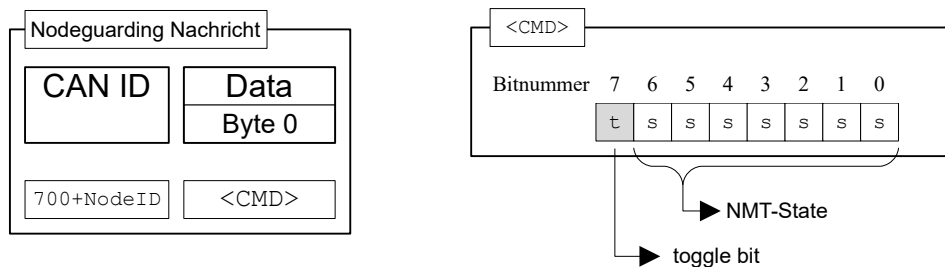 Nodeguarding Nachricht
CAN ID
Data
Byte 0
700+NodeID
<CMD>
<CMD>
Bitnummer 7 6 5 4 3 2 1 0
t s s s s s s s
NMT-State
toggle bit